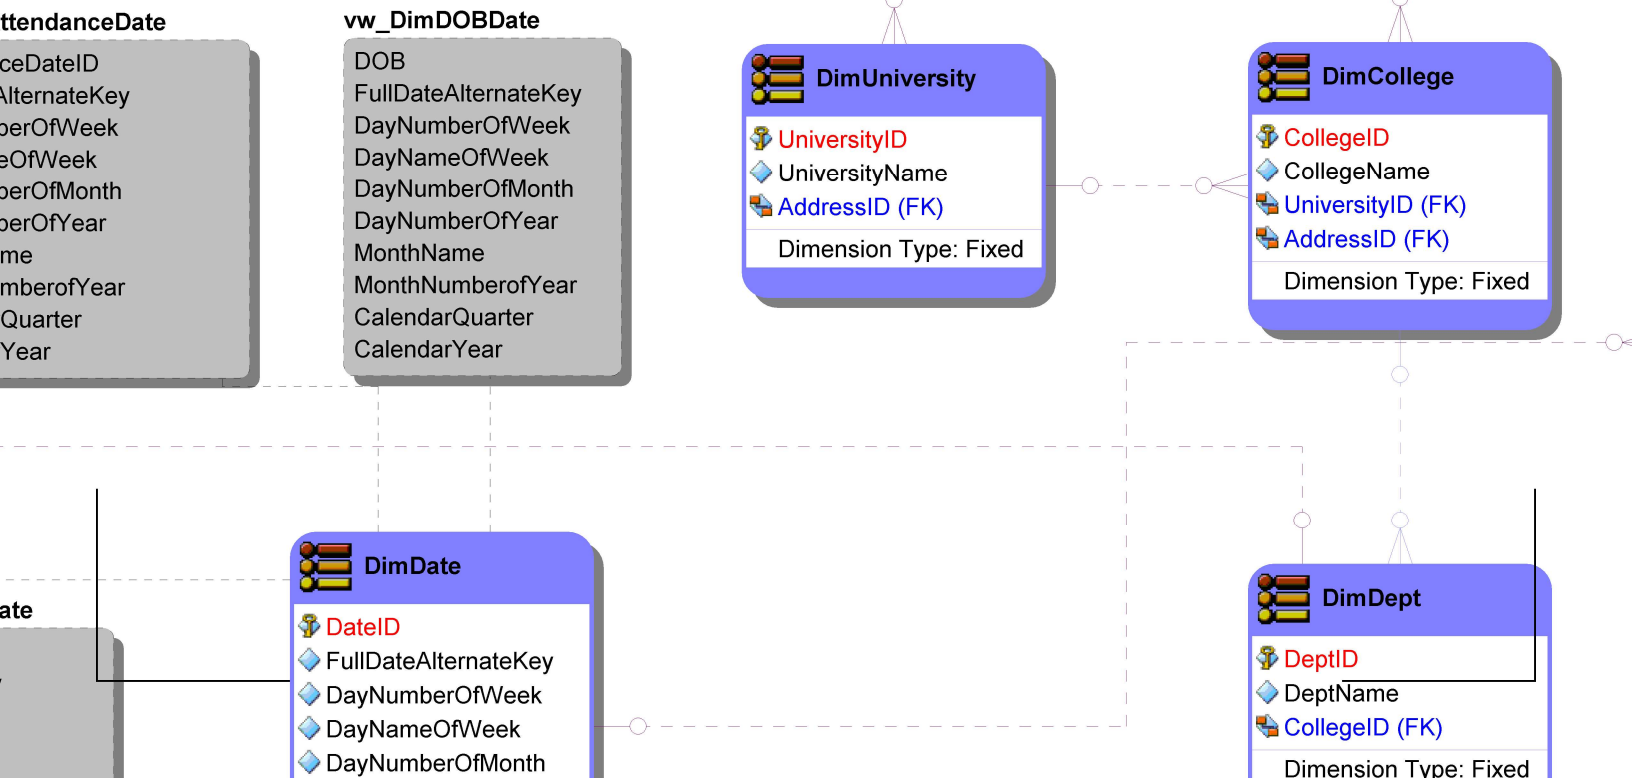 ttendanceDate
ceDateID
AlternateKey
berOfWeek
eOfWeek
berOfMonth
berOfYear
me
mberofYear
Quarter
Year
vw_DimDOBDate
DOB
FullDateAlternateKey
DayNumberOfWeek
DayNameOfWeek
DayNumberOfMonth
DayNumberOfYear
MonthName
MonthNumberofYear
CalendarQuarter
CalendarYear
DimUniversity
UniversityID
UniversityName
AddressID (FK)
Dimension Type: Fixed
DimCollege
CollegeID
CollegeName
UniversityID (FK)
AddressID (FK)
Dimension Type: Fixed
ate
DimDate
DateID
FullDateAlternateKey
DayNumberOfWeek
DayNameOfWeek
DayNumberOfMonth
DimDept
DeptID
DeptName
CollegeID (FK)
Dimension Type: Fixed